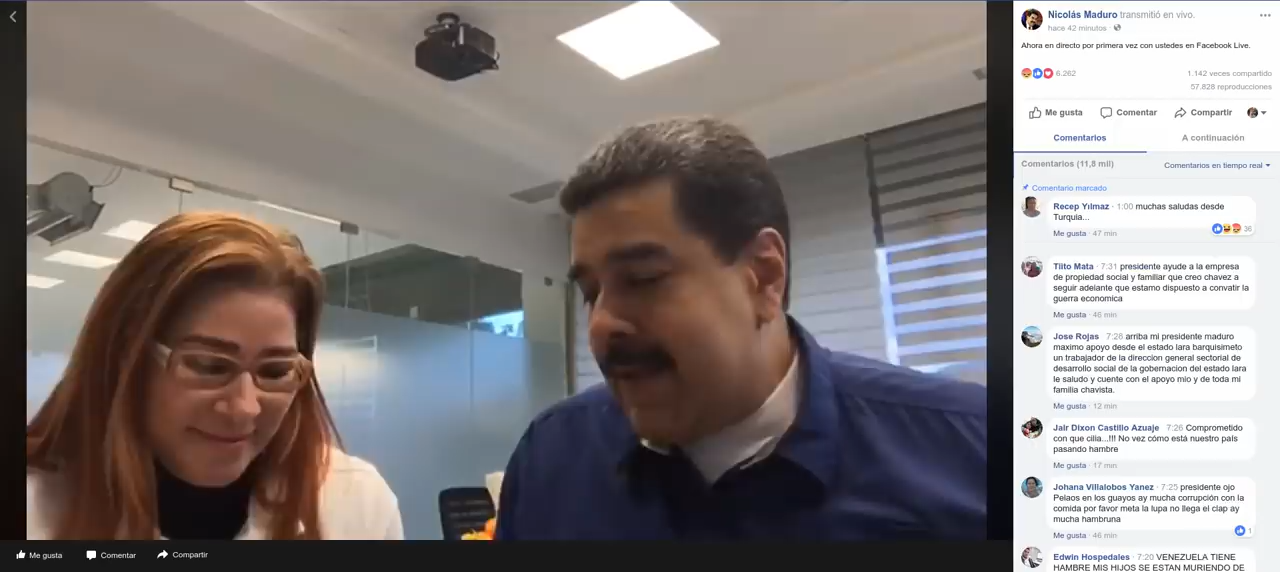 Nicolás Maduro transmitió en vivo.
hace 42 minutos ·
Ahora en directo por primera vez con ustedes en Facebook Live.
6.262
1.142 veces compartido
57.828 reproducciones
Me gusta Comentar Compartir
Comentarios A continuación
Comentarios (11,8 mil) Comentarios en tiempo real
Comentario marcado
Recep Yılmaz · 1:00 muchas saludas desde
Turquia...
36
Me gusta · 47 min
Tiito Mata · 7:31 presidente ayude a la empresa
de propiedad social y familiar que creo chavez a
seguir adelante que estamo dispuesto a convatir la
guerra economica
Me gusta · 46 min
Jose Rojas · 7:28 arriba mi presidente maduro
maximo apoyo desde el estado lara barquisimeto
un trabajador de la direccion general sectorial de
desarrollo social de la gobernacion del estado lara
le saludo y cuente con el apoyo mio y de toda mi
familia chavista.
Me gusta · 12 min
Jair Dixon Castillo Azuaje · 7:26 Comprometido
con que cilia...!!! No vez cómo está nuestro país
pasando hambre
Me gusta · 17 min
Johana Villalobos Yanez · 7:25 presidente ojo
Pelaos en los guayos ay mucha corrupción con la
comida por favor meta la lupa no llega el clap ay
mucha hambruna
1
Me gusta · 46 min
Edwin Hospedales · 7:20 VENEZUELA TIENE
HAMBRE MIS HIJOS SE ESTAN MURIENDO DE
Me gusta Comentar Compartir